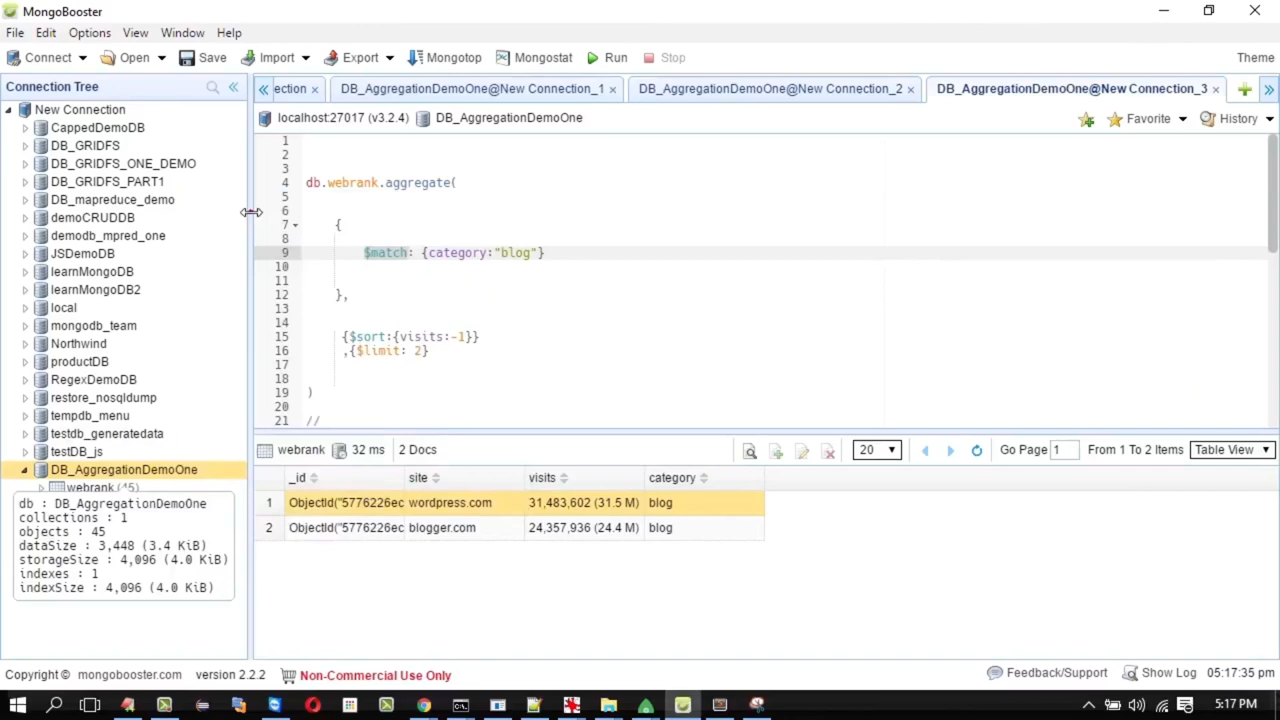 MongoBooster
File Edit Options View Window Help
Connect Open Save Import Export Mongotop Mongostat Run Stop Theme
Connection Tree
ection × DB_AggregationDemoOne@New Connection_1 × DB_AggregationDemoOne@New Connection_2 × DB_AggregationDemoOne@New Connection_3 ×
localhost:27017 (v3.2.4) DB_AggregationDemoOne Favorite History
New Connection
CappedDemoDB
DB_GRIDFS
DB_GRIDFS_ONE_DEMO
DB_GRIDFS_PART1
DB_mapreduce_demo
demoCRUDDB
demodb_mpred_one
JSDemoDB
learnMongoDB
learnMongoDB2
local
mongodb_team
Northwind
productDB
RegexDemoDB
restore_nosqldump
tempdb_menu
testdb_generatedata
testDB_js
DB_AggregationDemoOne
webrank (45)
db : DB_AggregationDemoOne
collections : 1
objects : 45
dataSize : 3,448 (3.4 KiB)
storageSize : 4,096 (4.0 KiB)
indexes : 1
indexSize : 4,096 (4.0 KiB)
1
2
3
4 db.webrank.aggregate(
5
6
7 {
8
9 $match: {category:"blog"}
10
11
12 },
13
14
15 {$sort:{visits:-1}}
16 ,{$limit: 2}
17
18
19 )
20
21 //
webrank 32 ms 2 Docs 20 Go Page 1 From 1 To 2 Items Table View
_id site visits category
1 ObjectId("5776226ec wordpress.com 31,483,602 (31.5 M) blog
2 ObjectId("5776226ec blogger.com 24,357,936 (24.4 M) blog
Copyright © mongobooster.com version 2.2.2 Non-Commercial Use Only Feedback/Support Show Log 05:17:35 pm
5:17 PM